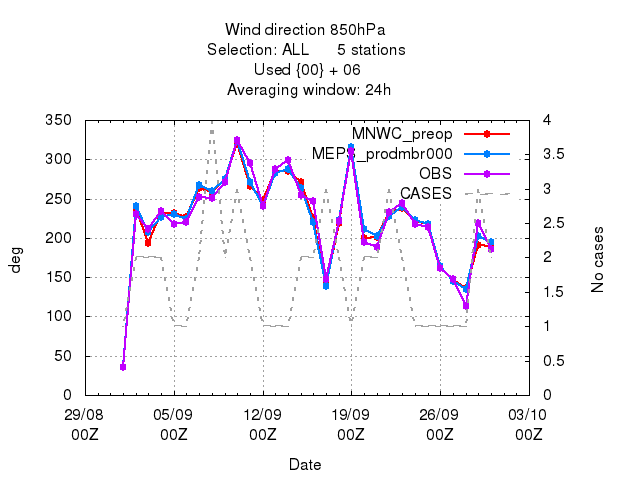 Wind direction 850hPa
Selection: ALL 5 stations
Used {00} + 06
Averaging window: 24h
350
300
250
200
150
100
50
0
deg
4
3.5
3
2.5
2
1.5
1
0.5
0
No cases
MNWC_preop
MEPS_prodmbr000
OBS
CASES
29/08 05/09 12/09 19/09 26/09 03/10
00Z 00Z 00Z 00Z 00Z 00Z
Date